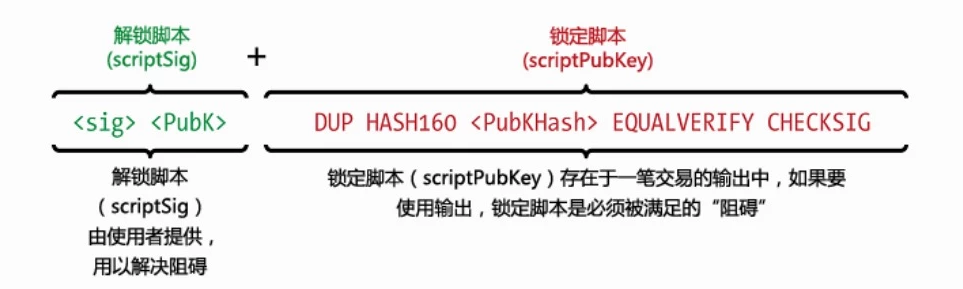 解锁脚本
(scriptSig)
+
锁定脚本
(scriptPubKey)
<sig> <PubK>
DUP HASH160 <PubKHash> EQUALVERIFY CHECKSIG
解锁脚本
（scriptSig）
由使用者提供，
用以解决阻碍
锁定脚本（scriptPubKey）存在于一笔交易的输出中，如果要
使用输出，锁定脚本是必须被满足的“阻碍”